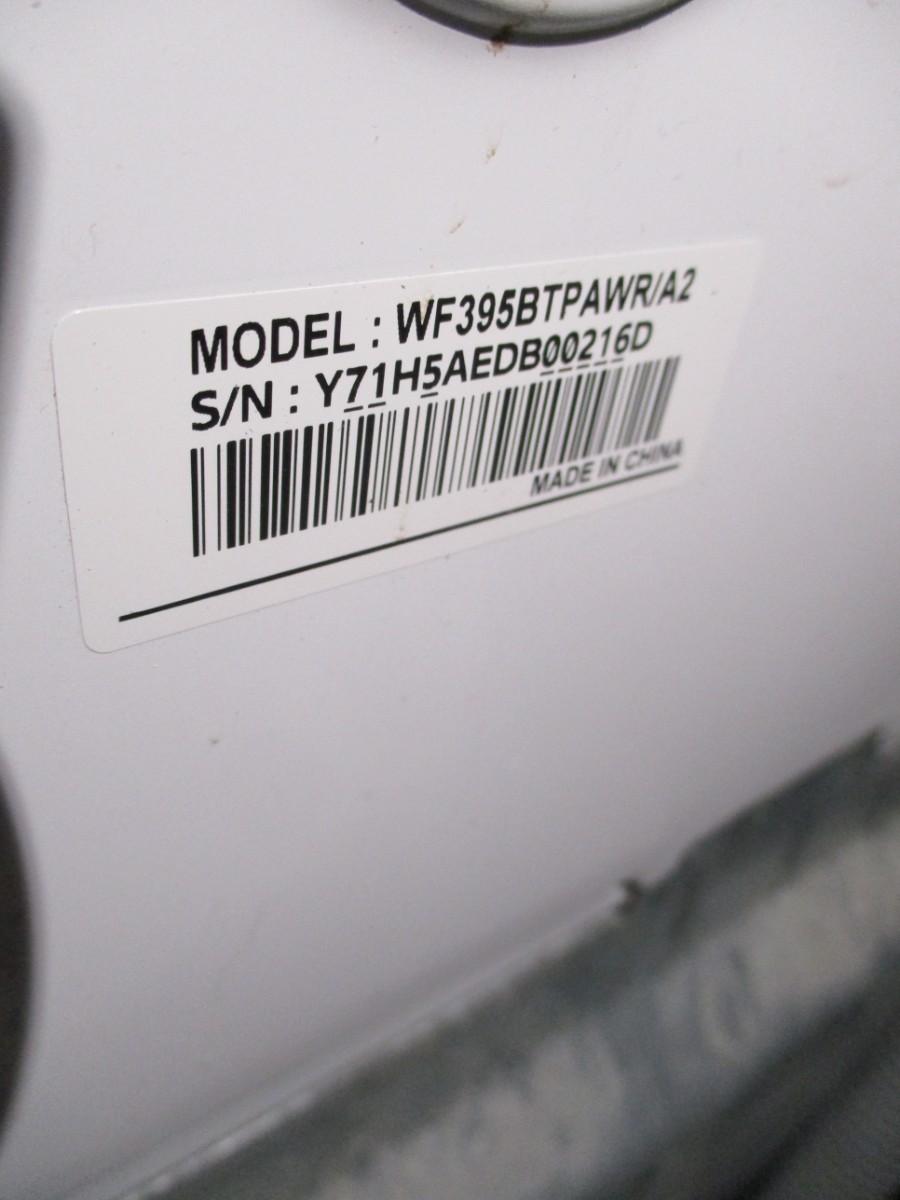 MODEL : WF395BTPAWR/A2
S/N : Y71H5AEDB00216D
MADE IN CHINA